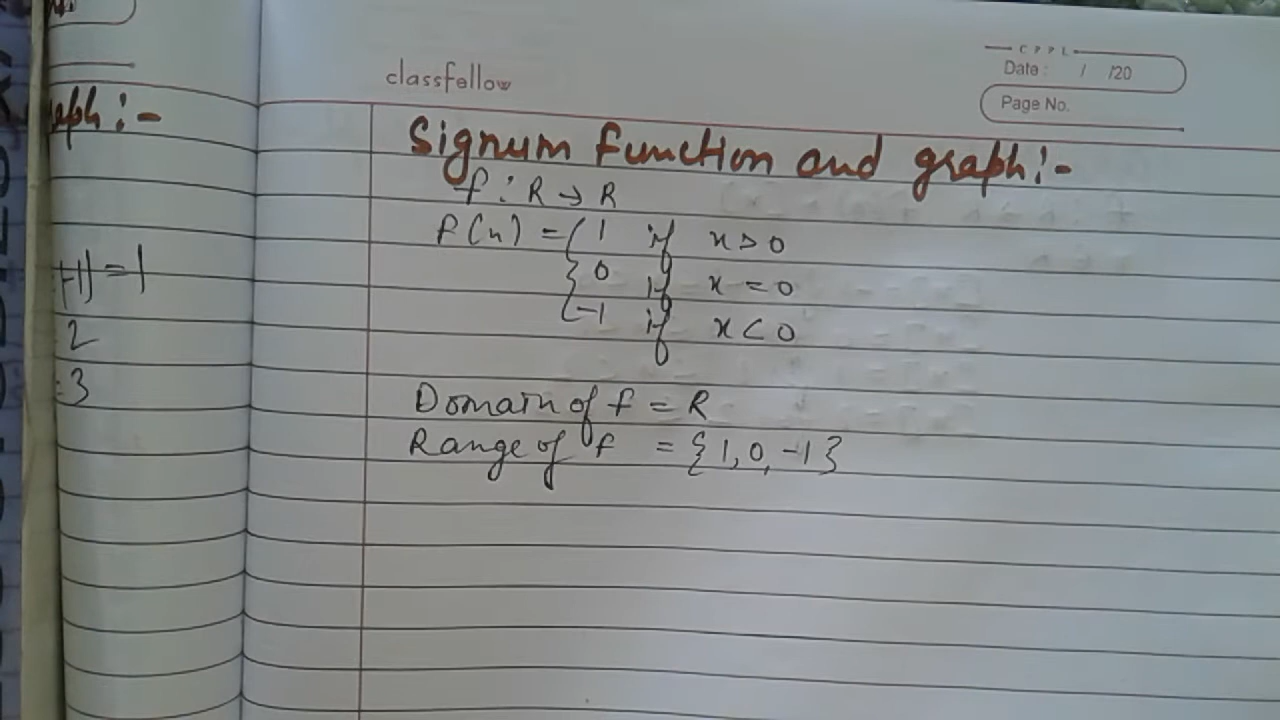 aph:-
+1)=1
2
:3
classfellow
CPPL
Date : / /20
Page No.
Signum function and graph:-
f : R → R
f(x) = { 1 if x > 0
0 if x = 0
-1 if x < 0
Domain of f = R
Range of f = {1, 0, -1}